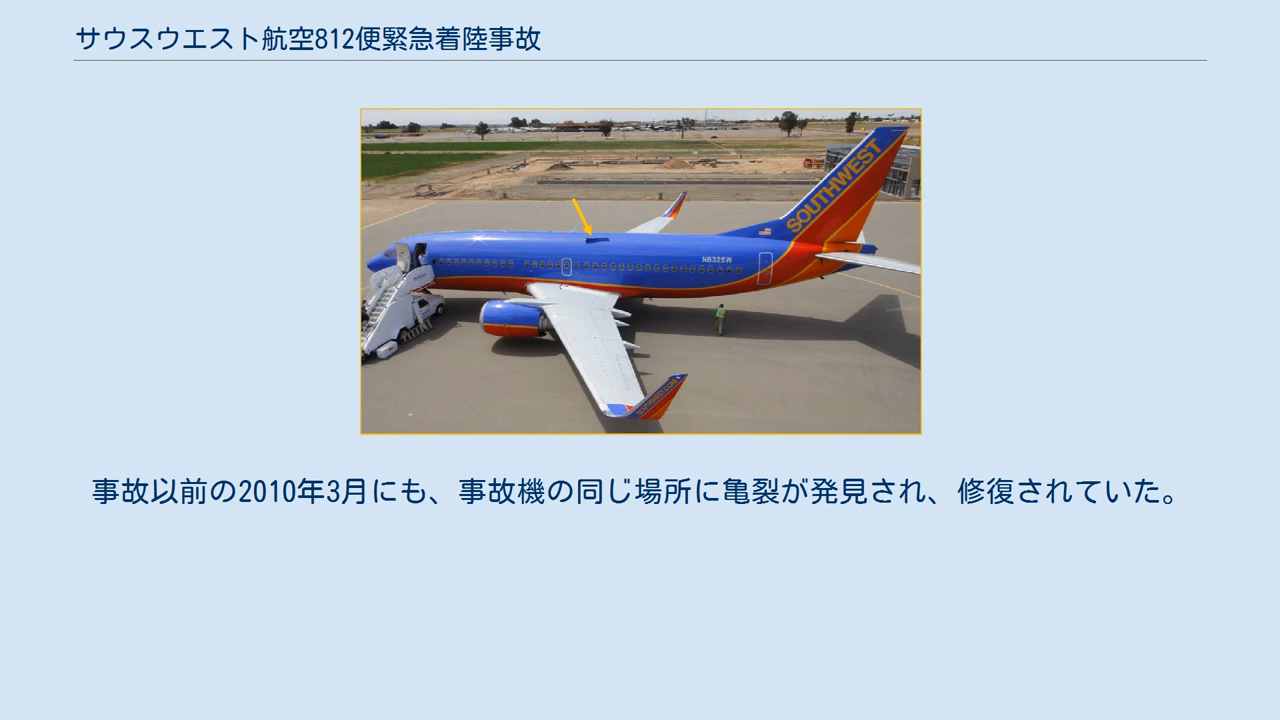 サウスウエスト航空812便緊急着陸事故
SOUTHWEST
N632SW
事故以前の2010年3月にも、事故機の同じ場所に亀裂が発見され、修復されていた。